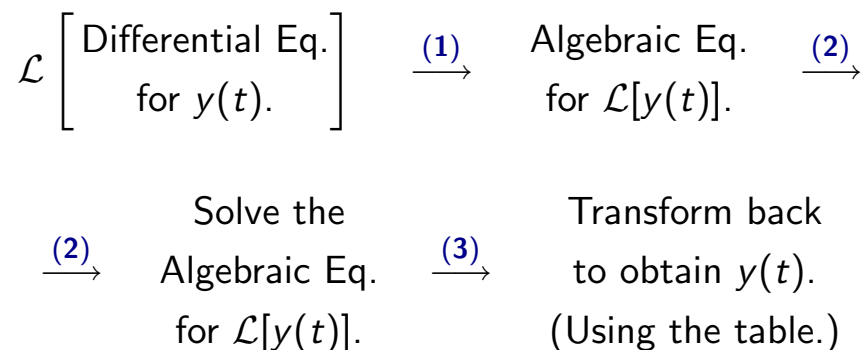 ℒ [ Differential Eq. for y(t). ] (1) ⟶ Algebraic Eq. for ℒ[y(t)]. (2) ⟶
(2) ⟶ Solve the Algebraic Eq. for ℒ[y(t)]. (3) ⟶ Transform back to obtain y(t). (Using the table.)